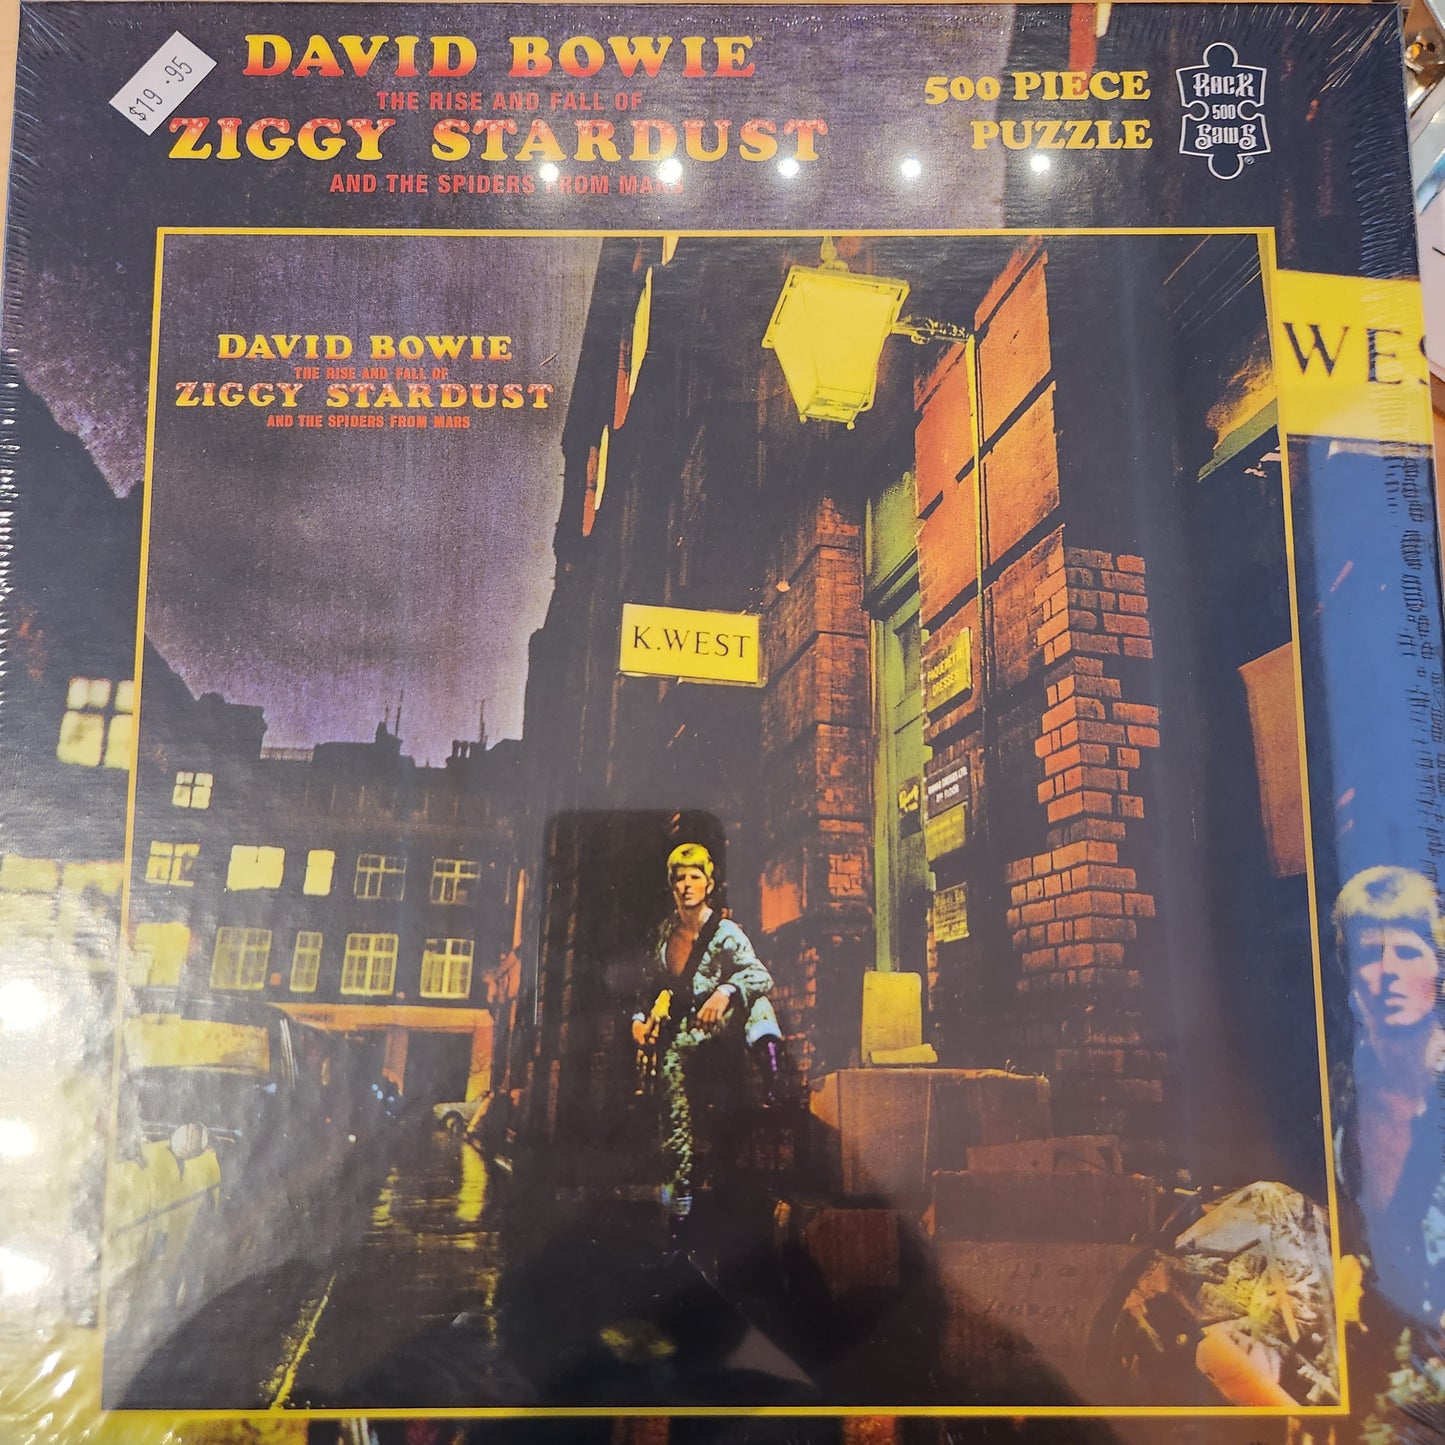 $19.95
DAVID BOWIE™
THE RISE AND FALL OF
ZIGGY STARDUST
AND THE SPIDERS FROM MARS
500 PIECE
PUZZLE
ROCK
500
SAWS®
DAVID BOWIE
THE RISE AND FALL OF
ZIGGY STARDUST
AND THE SPIDERS FROM MARS
WES
K.WEST